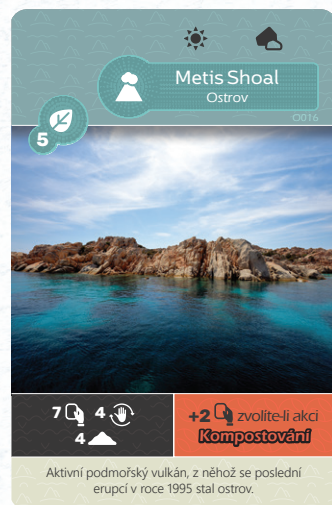 Metis Shoal
Ostrov
O016
5
7 4
4
+2 zvolíte-li akci
Kompostování
Aktivní podmořský vulkán, z něhož se poslední
erupcí v roce 1995 stal ostrov.